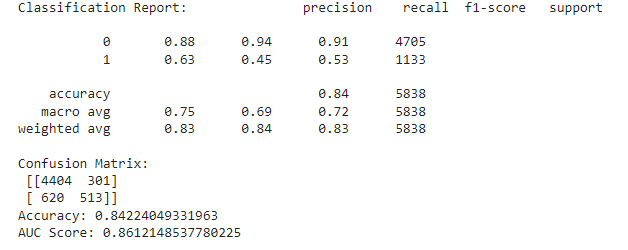 Classification Report:               precision    recall  f1-score   support

           0       0.88      0.94      0.91      4705
           1       0.63      0.45      0.53      1133

    accuracy                           0.84      5838
   macro avg       0.75      0.69      0.72      5838
weighted avg       0.83      0.84      0.83      5838

Confusion Matrix:
 [[4404  301]
 [ 620  513]]
Accuracy: 0.84224049331963
AUC Score: 0.8612148537780225